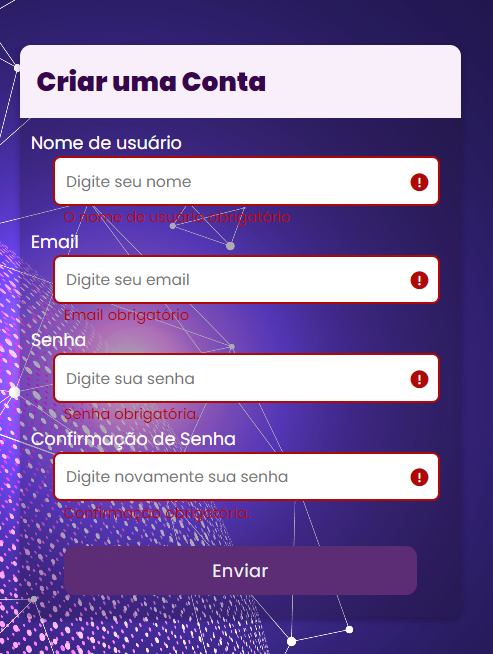 Criar uma Conta
Nome de usuário
Digite seu nome
O nome de usuário obrigatório
Email
Digite seu email
Email obrigatório
Senha
Digite sua senha
Senha obrigatória.
Confirmação de Senha
Digite novamente sua senha
Confirmação obrigatória.
Enviar